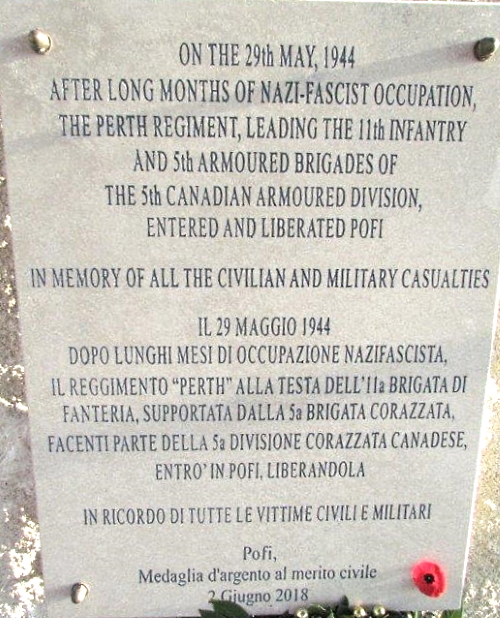 ON THE 29th MAY, 1944
AFTER LONG MONTHS OF NAZI-FASCIST OCCUPATION,
THE PERTH REGIMENT, LEADING THE 11th INFANTRY
AND 5th ARMOURED BRIGADES OF
THE 5th CANADIAN ARMOURED DIVISION,
ENTERED AND LIBERATED POFI
IN MEMORY OF ALL THE CIVILIAN AND MILITARY CASUALTIES
IL 29 MAGGIO 1944
DOPO LUNGHI MESI DI OCCUPAZIONE NAZIFASCISTA,
IL REGGIMENTO “PERTH” ALLA TESTA DELL'11a BRIGATA DI
FANTERIA, SUPPORTATA DALLA 5a BRIGATA CORAZZATA,
FACENTI PARTE DELLA 5a DIVISIONE CORAZZATA CANADESE,
ENTRO' IN POFI, LIBERANDOLA
IN RICORDO DI TUTTE LE VITTIME CIVILI E MILITARI
Pofi,
Medaglia d'argento al merito civile
2 Giugno 2018